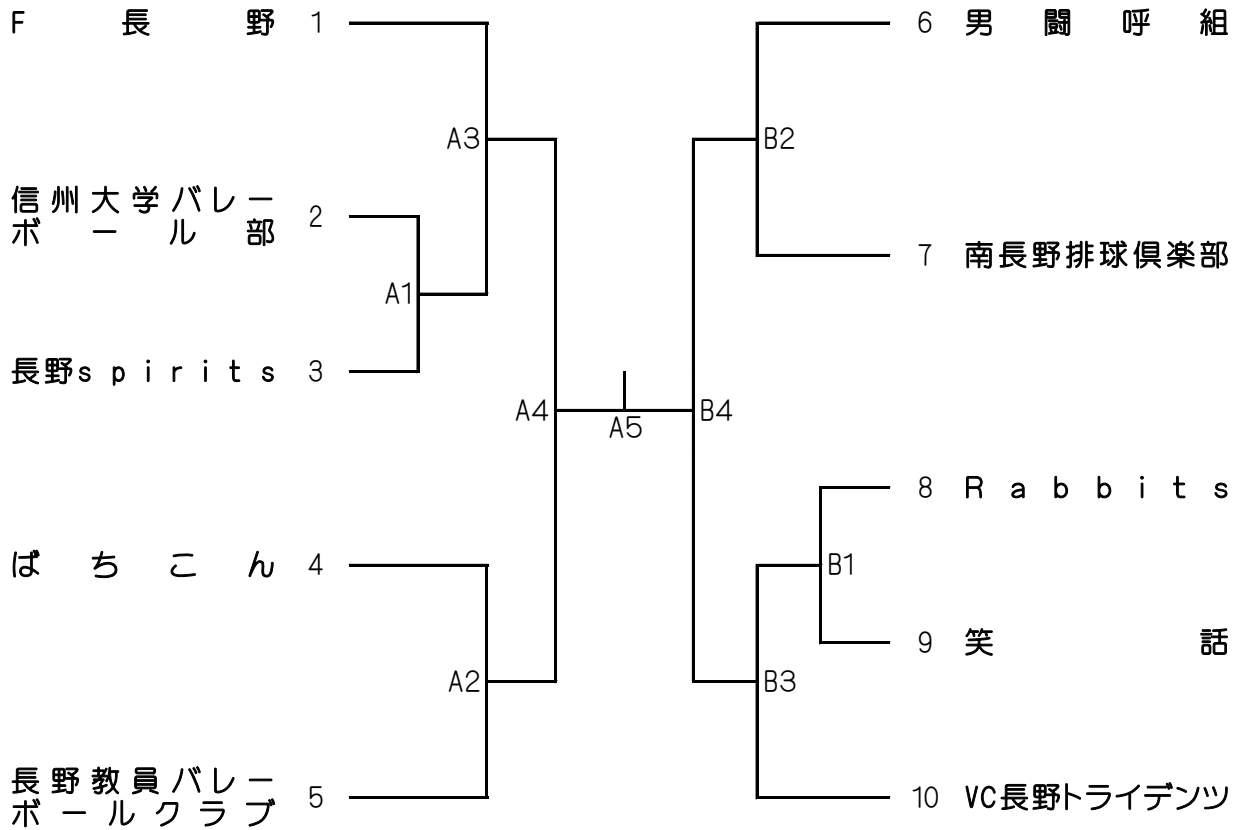 F長野 1
A3
信州大学バレー
ボール部 2
A1
長野spirits 3
A4
ばちこん 4
A2
長野教員バレー
ボールクラブ 5
A5
6 男闘呼組
B2
7 南長野排球倶楽部
B4
8 Rabbits
B1
9 笑話
B3
10 VC長野トライデンツ